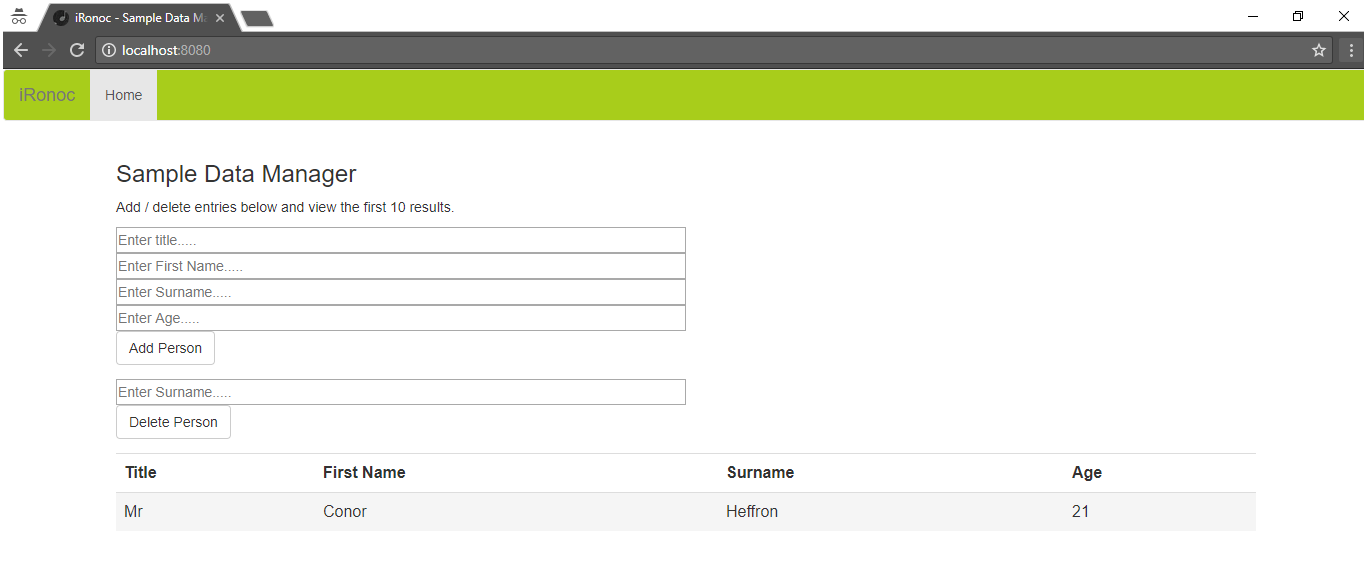 iRonoc - Sample Data Ma
localhost:8080
iRonoc Home
Sample Data Manager
Add / delete entries below and view the first 10 results.
Enter title.....
Enter First Name.....
Enter Surname.....
Enter Age.....
Add Person
Enter Surname.....
Delete Person
Title First Name Surname Age
Mr Conor Heffron 21